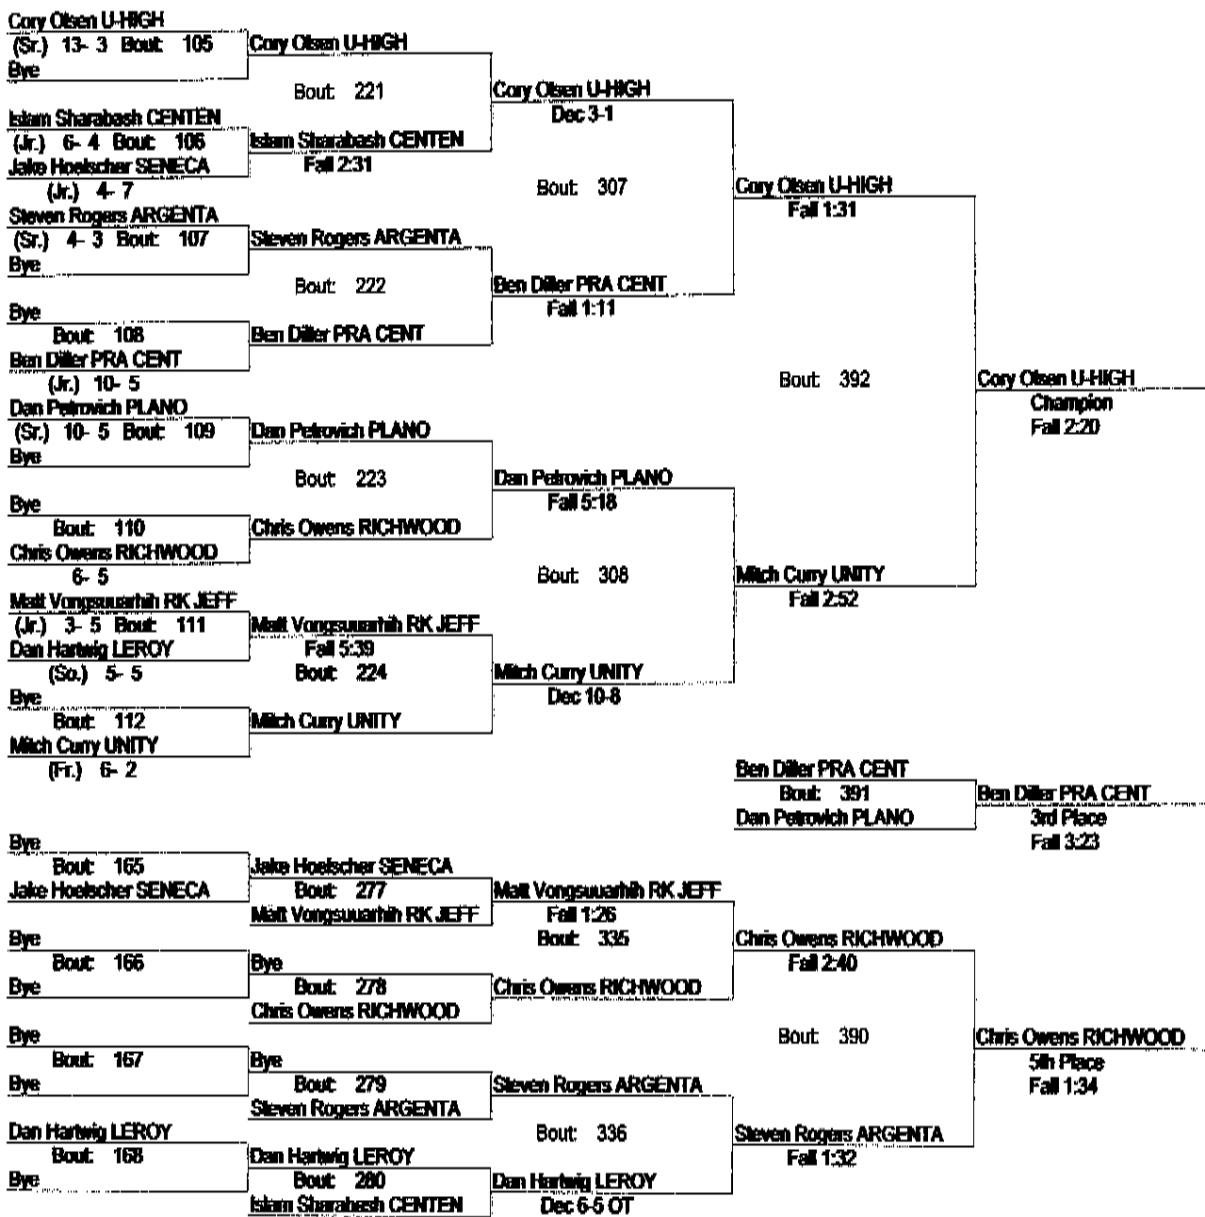 Cory Olsen U-HIGH
(Sr.) 13- 3 Bout: 105
Bye
Cory Olsen U-HIGH
Bout: 221
Islam Sharabash CENTEN
(Jr.) 6- 4 Bout: 106
Jake Hoelscher SENECA
(Jr.) 4- 7
Islam Sharabash CENTEN
Fall 2:31
Cory Olsen U-HIGH
Dec 3-1
Bout: 307
Steven Rogers ARGENTA
(Sr.) 4- 3 Bout: 107
Bye
Steven Rogers ARGENTA
Bout: 222
Bye
Bout: 108
Ben Diller PRA CENT
(Jr.) 10- 5
Ben Diller PRA CENT
Ben Diller PRA CENT
Fall 1:11
Cory Olsen U-HIGH
Fall 1:31
Bout: 392
Cory Olsen U-HIGH
Champion
Fall 2:20
Dan Petrovich PLANO
(Sr.) 10- 5 Bout: 109
Bye
Dan Petrovich PLANO
Bout: 223
Bye
Bout: 110
Chris Owens RICHWOOD
6- 5
Chris Owens RICHWOOD
Dan Petrovich PLANO
Fall 5:18
Bout: 308
Matt Vongsuuarhih RK JEFF
(Jr.) 3- 5 Bout: 111
Dan Hartwig LEROY
(So.) 5- 5
Matt Vongsuuarhih RK JEFF
Fall 5:39
Bout: 224
Bye
Bout: 112
Mitch Curry UNITY
(Fr.) 6- 2
Mitch Curry UNITY
Mitch Curry UNITY
Dec 10-8
Mitch Curry UNITY
Fall 2:52
Ben Diller PRA CENT
Bout: 391
Dan Petrovich PLANO
Ben Diller PRA CENT
3rd Place
Fall 3:23
Bye
Bout: 165
Jake Hoelscher SENECA
Jake Hoelscher SENECA
Bout: 277
Matt Vongsuuarhih RK JEFF
Matt Vongsuuarhih RK JEFF
Fall 1:26
Bout: 335
Bye
Bout: 166
Bye
Bye
Bout: 278
Chris Owens RICHWOOD
Chris Owens RICHWOOD
Chris Owens RICHWOOD
Fall 2:40
Bout: 390
Chris Owens RICHWOOD
5th Place
Fall 1:34
Bye
Bout: 167
Bye
Bye
Bout: 279
Steven Rogers ARGENTA
Steven Rogers ARGENTA
Bout: 336
Dan Hartwig LEROY
Bout: 168
Bye
Dan Hartwig LEROY
Bout: 280
Islam Sharabash CENTEN
Dan Hartwig LEROY
Dec 6-5 OT
Steven Rogers ARGENTA
Fall 1:32